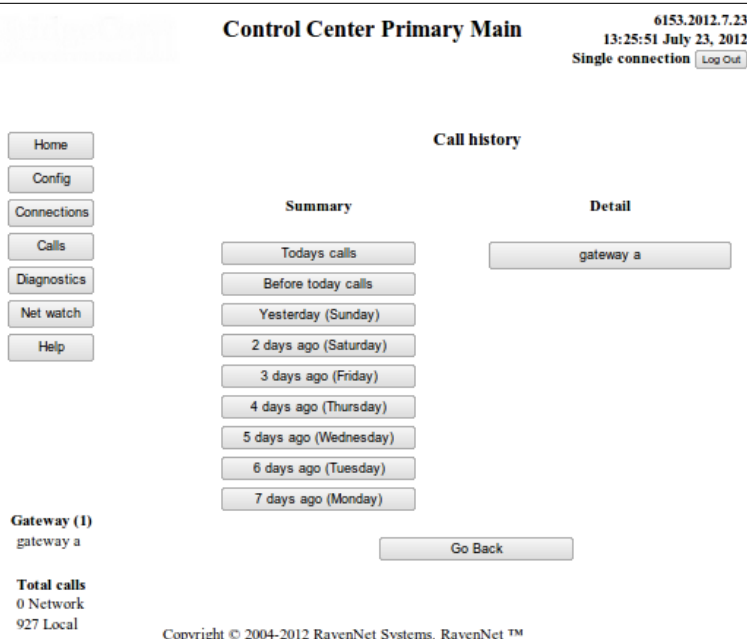 Control Center Primary Main
6153.2012.7.23
13:25:51 July 23, 2012
Single connection Log Out
Call history
Home
Config
Connections
Calls
Diagnostics
Net watch
Help
Summary
Todays calls
Before today calls
Yesterday (Sunday)
2 days ago (Saturday)
3 days ago (Friday)
4 days ago (Thursday)
5 days ago (Wednesday)
6 days ago (Tuesday)
7 days ago (Monday)
Detail
gateway a
Go Back
Gateway (1)
gateway a
Total calls
0 Network
927 Local
Copyright © 2004-2012 RavenNet Systems, RavenNet ™